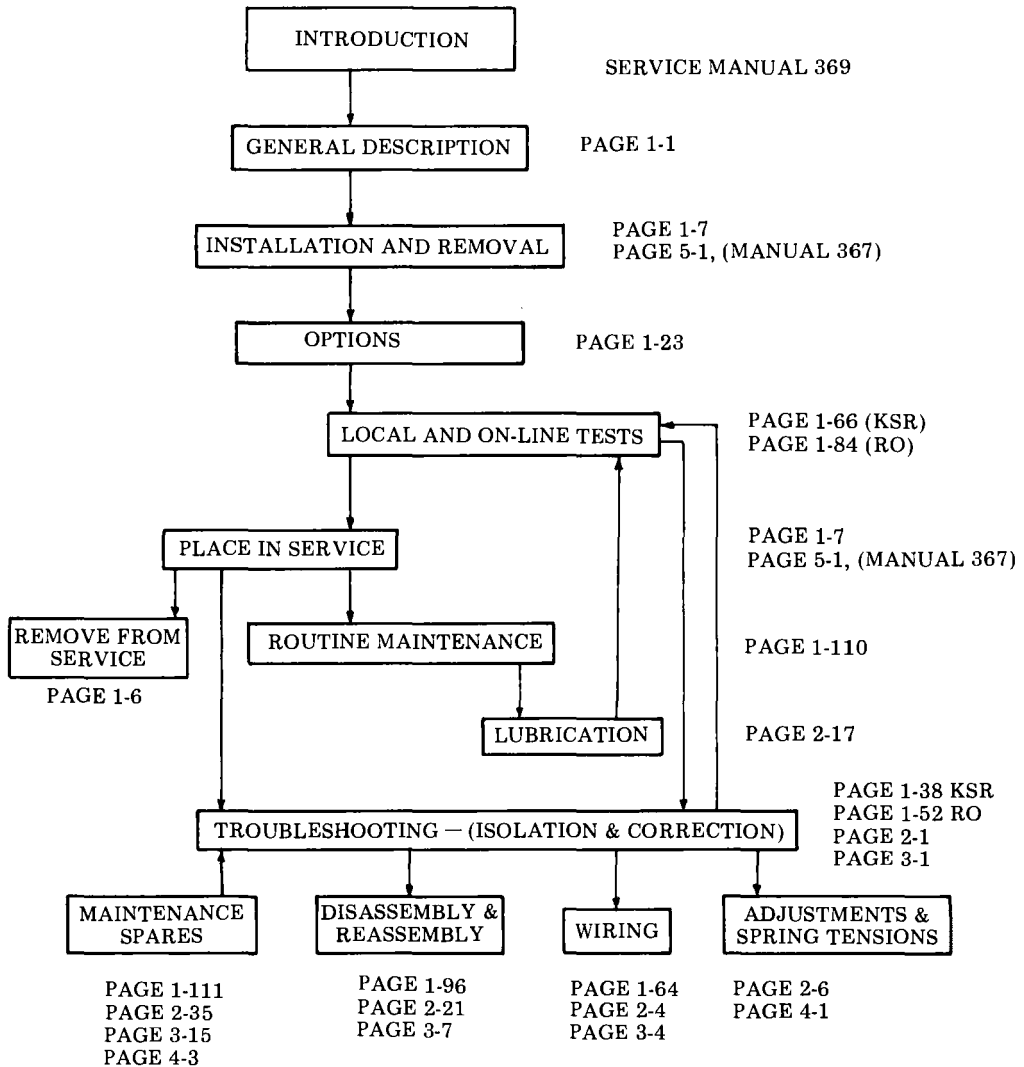 INTRODUCTION
SERVICE MANUAL 369
GENERAL DESCRIPTION
PAGE 1-1
INSTALLATION AND REMOVAL
PAGE 1-7
PAGE 5-1, (MANUAL 367)
OPTIONS
PAGE 1-23
LOCAL AND ON-LINE TESTS
PAGE 1-66 (KSR)
PAGE 1-84 (RO)
PLACE IN SERVICE
PAGE 1-7
PAGE 5-1, (MANUAL 367)
REMOVE FROM
SERVICE
PAGE 1-6
ROUTINE MAINTENANCE
PAGE 1-110
LUBRICATION
PAGE 2-17
TROUBLESHOOTING — (ISOLATION & CORRECTION)
PAGE 1-38 KSR
PAGE 1-52 RO
PAGE 2-1
PAGE 3-1
MAINTENANCE
SPARES
PAGE 1-111
PAGE 2-35
PAGE 3-15
PAGE 4-3
DISASSEMBLY &
REASSEMBLY
PAGE 1-96
PAGE 2-21
PAGE 3-7
WIRING
PAGE 1-64
PAGE 2-4
PAGE 3-4
ADJUSTMENTS &
SPRING TENSIONS
PAGE 2-6
PAGE 4-1